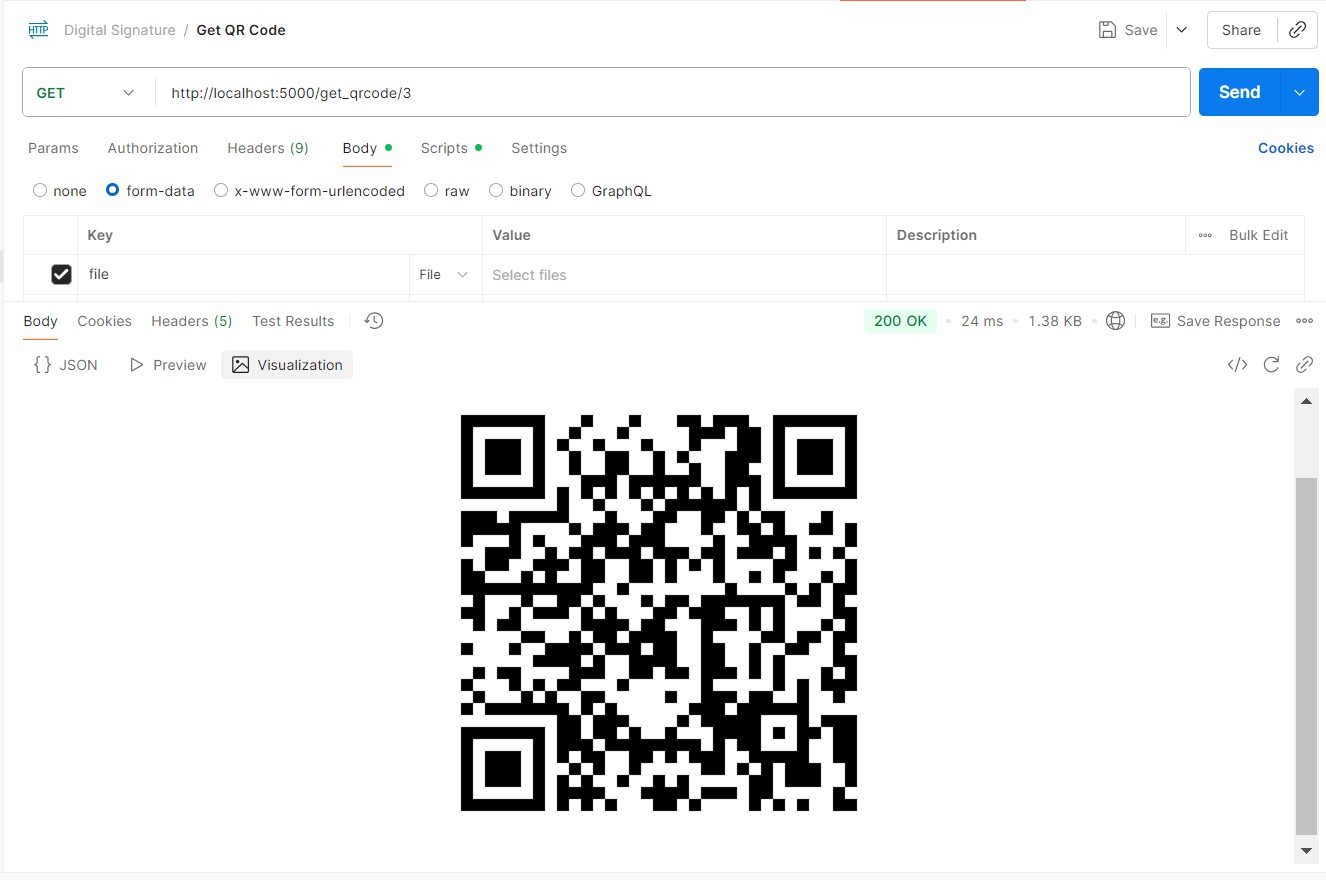 HTTP Digital Signature / Get QR Code Save Share
GET http://localhost:5000/get_qrcode/3 Send
Params Authorization Headers (9) Body Scripts Settings Cookies
none form-data x-www-form-urlencoded raw binary GraphQL
Key Value Description Bulk Edit
file File Select files
Body Cookies Headers (5) Test Results 200 OK 24 ms 1.38 KB e.g. Save Response
{} JSON Preview Visualization </>